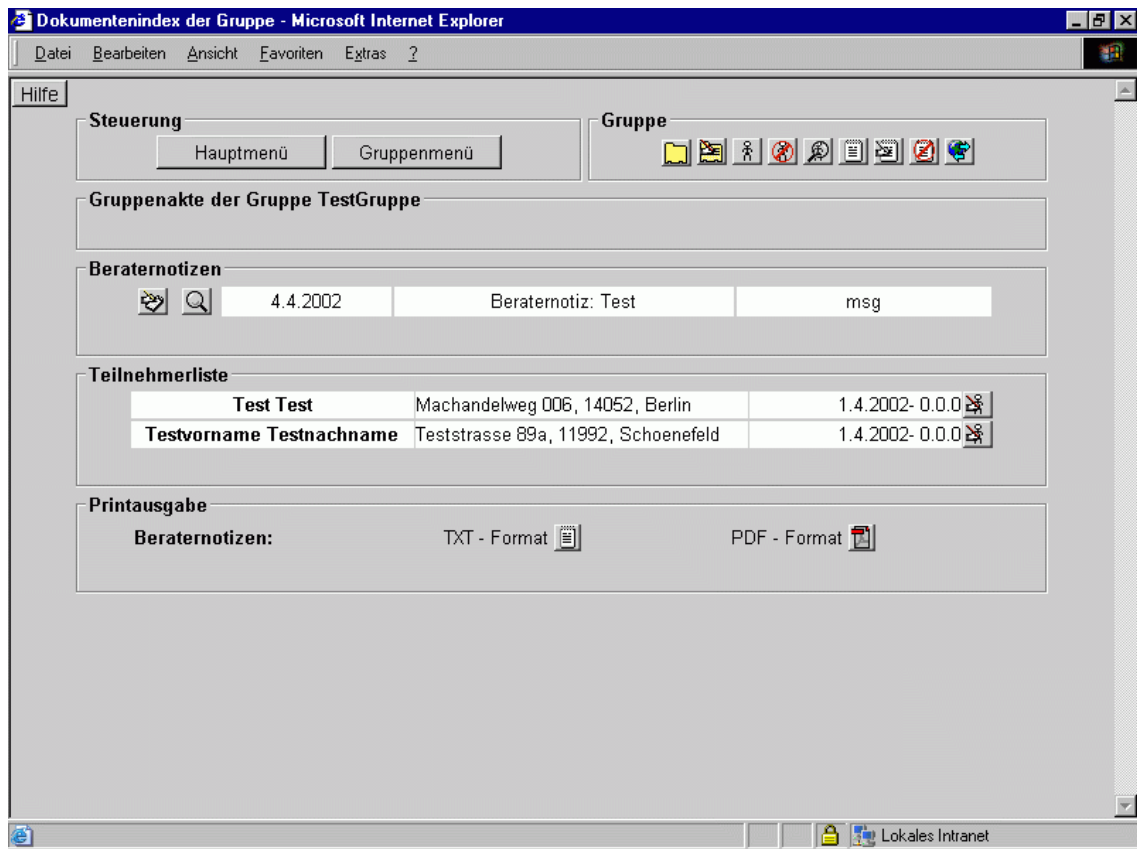 Dokumentenindex der Gruppe - Microsoft Internet Explorer
Datei Bearbeiten Ansicht Favoriten Extras ?
Hilfe
Steuerung
Hauptmenü Gruppenmenü
Gruppe
Gruppenakte der Gruppe TestGruppe
Beraternotizen
4.4.2002 Beraternotiz: Test msg
Teilnehmerliste
Test Test Machandelweg 006, 14052, Berlin 1.4.2002- 0.0.0
Testvorname Testnachname Teststrasse 89a, 11992, Schoenefeld 1.4.2002- 0.0.0
Printausgabe
Beraternotizen: TXT - Format PDF - Format
Lokales Intranet